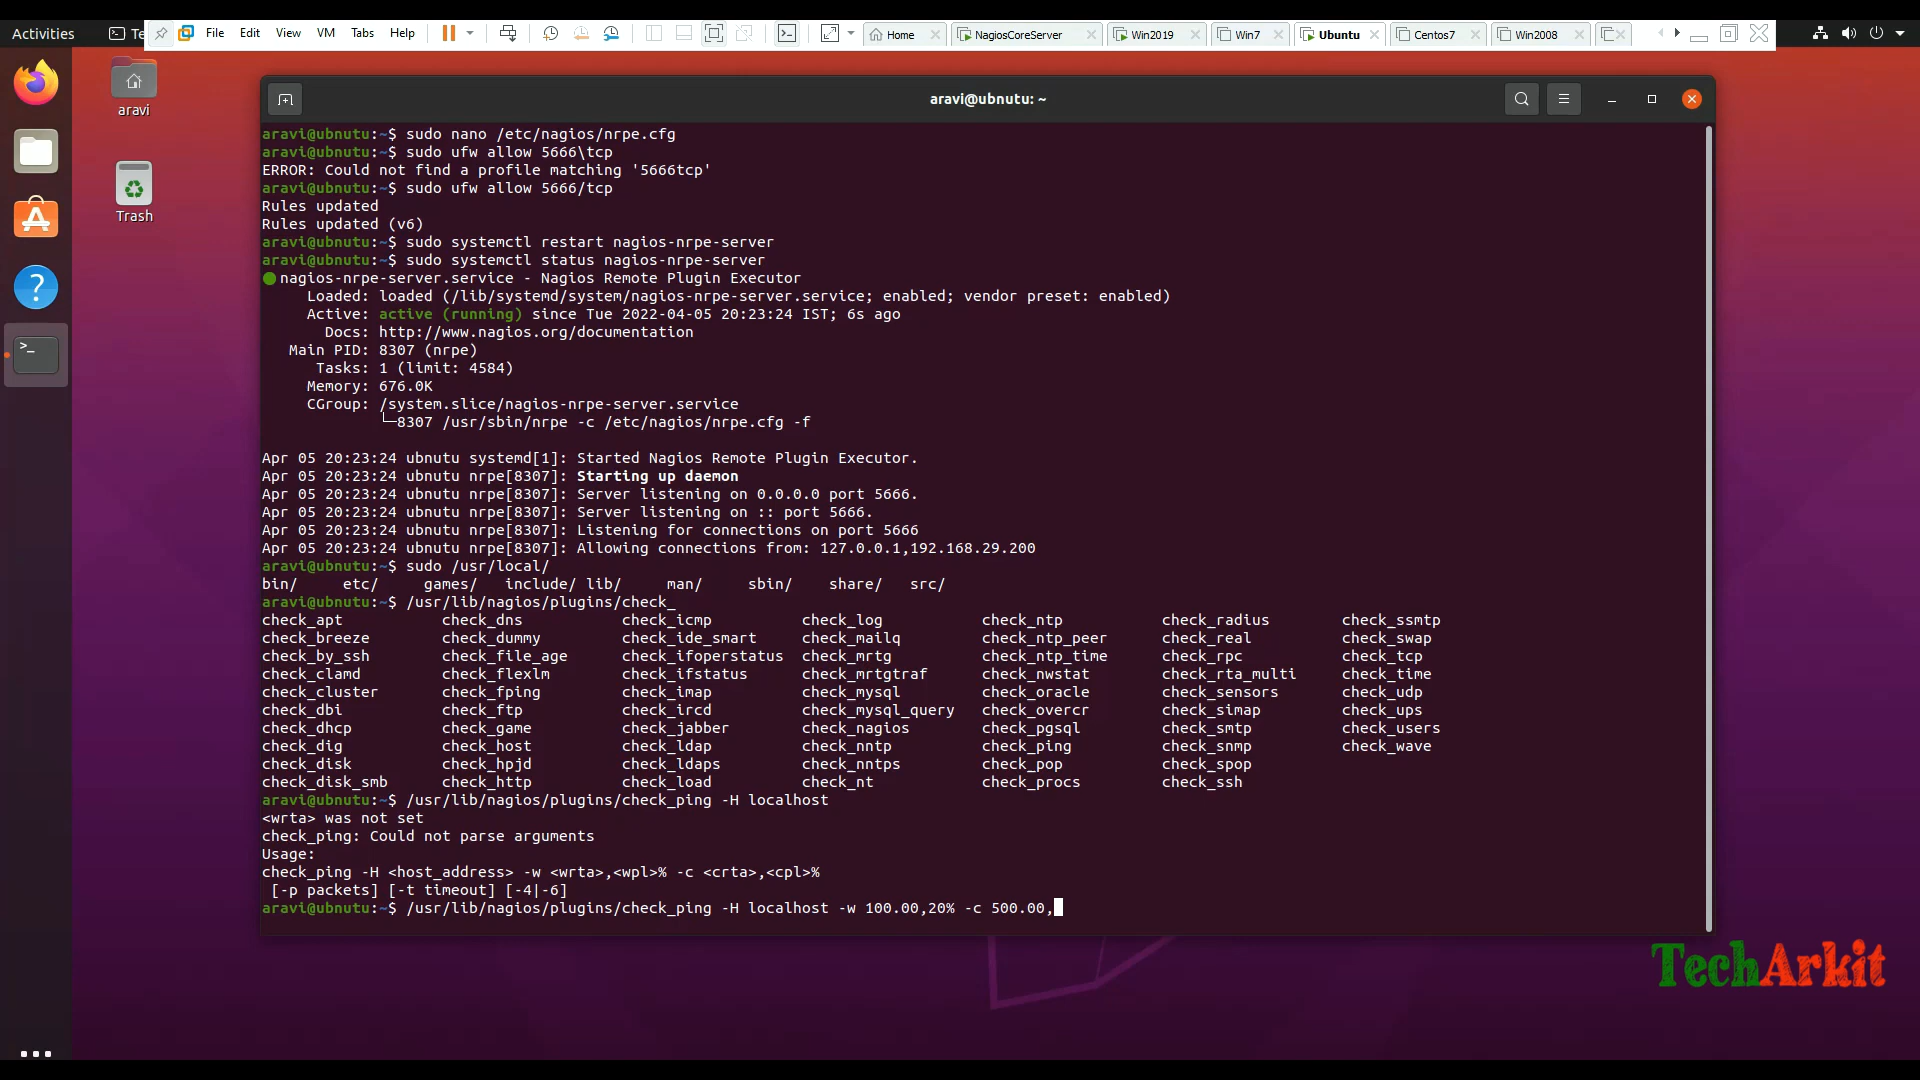 Activities
Te
File Edit View VM Tabs Help
Home NagiosCoreServer Win2019 Win7 Ubuntu Centos7 Win2008
aravi
Trash
aravi@ubnutu: ~
aravi@ubnutu:~$ sudo nano /etc/nagios/nrpe.cfg
aravi@ubnutu:~$ sudo ufw allow 5666\tcp
ERROR: Could not find a profile matching '5666tcp'
aravi@ubnutu:~$ sudo ufw allow 5666/tcp
Rules updated
Rules updated (v6)
aravi@ubnutu:~$ sudo systemctl restart nagios-nrpe-server
aravi@ubnutu:~$ sudo systemctl status nagios-nrpe-server
nagios-nrpe-server.service - Nagios Remote Plugin Executor
Loaded: loaded (/lib/systemd/system/nagios-nrpe-server.service; enabled; vendor preset: enabled)
Active: active (running) since Tue 2022-04-05 20:23:24 IST; 6s ago
Docs: http://www.nagios.org/documentation
Main PID: 8307 (nrpe)
Tasks: 1 (limit: 4584)
Memory: 676.0K
CGroup: /system.slice/nagios-nrpe-server.service
└─8307 /usr/sbin/nrpe -c /etc/nagios/nrpe.cfg -f
Apr 05 20:23:24 ubnutu systemd[1]: Started Nagios Remote Plugin Executor.
Apr 05 20:23:24 ubnutu nrpe[8307]: Starting up daemon
Apr 05 20:23:24 ubnutu nrpe[8307]: Server listening on 0.0.0.0 port 5666.
Apr 05 20:23:24 ubnutu nrpe[8307]: Server listening on :: port 5666.
Apr 05 20:23:24 ubnutu nrpe[8307]: Listening for connections on port 5666
Apr 05 20:23:24 ubnutu nrpe[8307]: Allowing connections from: 127.0.0.1,192.168.29.200
aravi@ubnutu:~$ sudo /usr/local/
bin/ etc/ games/ include/ lib/ man/ sbin/ share/ src/
aravi@ubnutu:~$ /usr/lib/nagios/plugins/check_
check_apt check_dns check_icmp check_log check_ntp check_radius check_ssmtp
check_breeze check_dummy check_ide_smart check_mailq check_ntp_peer check_real check_swap
check_by_ssh check_file_age check_ifoperstatus check_mrtg check_ntp_time check_rpc check_tcp
check_clamd check_flexlm check_ifstatus check_mrtgtraf check_nwstat check_rta_multi check_time
check_cluster check_fping check_imap check_mysql check_oracle check_sensors check_udp
check_dbi check_ftp check_ircd check_mysql_query check_overcr check_simap check_ups
check_dhcp check_game check_jabber check_nagios check_pgsql check_smtp check_users
check_dig check_host check_ldap check_nntp check_ping check_snmp check_wave
check_disk check_hpjd check_ldaps check_nntps check_pop check_spop
check_disk_smb check_http check_load check_nt check_procs check_ssh
aravi@ubnutu:~$ /usr/lib/nagios/plugins/check_ping -H localhost
<wrta> was not set
check_ping: Could not parse arguments
Usage:
check_ping -H <host_address> -w <wrta>,<wpl>% -c <crta>,<cpl>%
[-p packets] [-t timeout] [-4|-6]
aravi@ubnutu:~$ /usr/lib/nagios/plugins/check_ping -H localhost -w 100.00,20% -c 500.00,
TechArkit